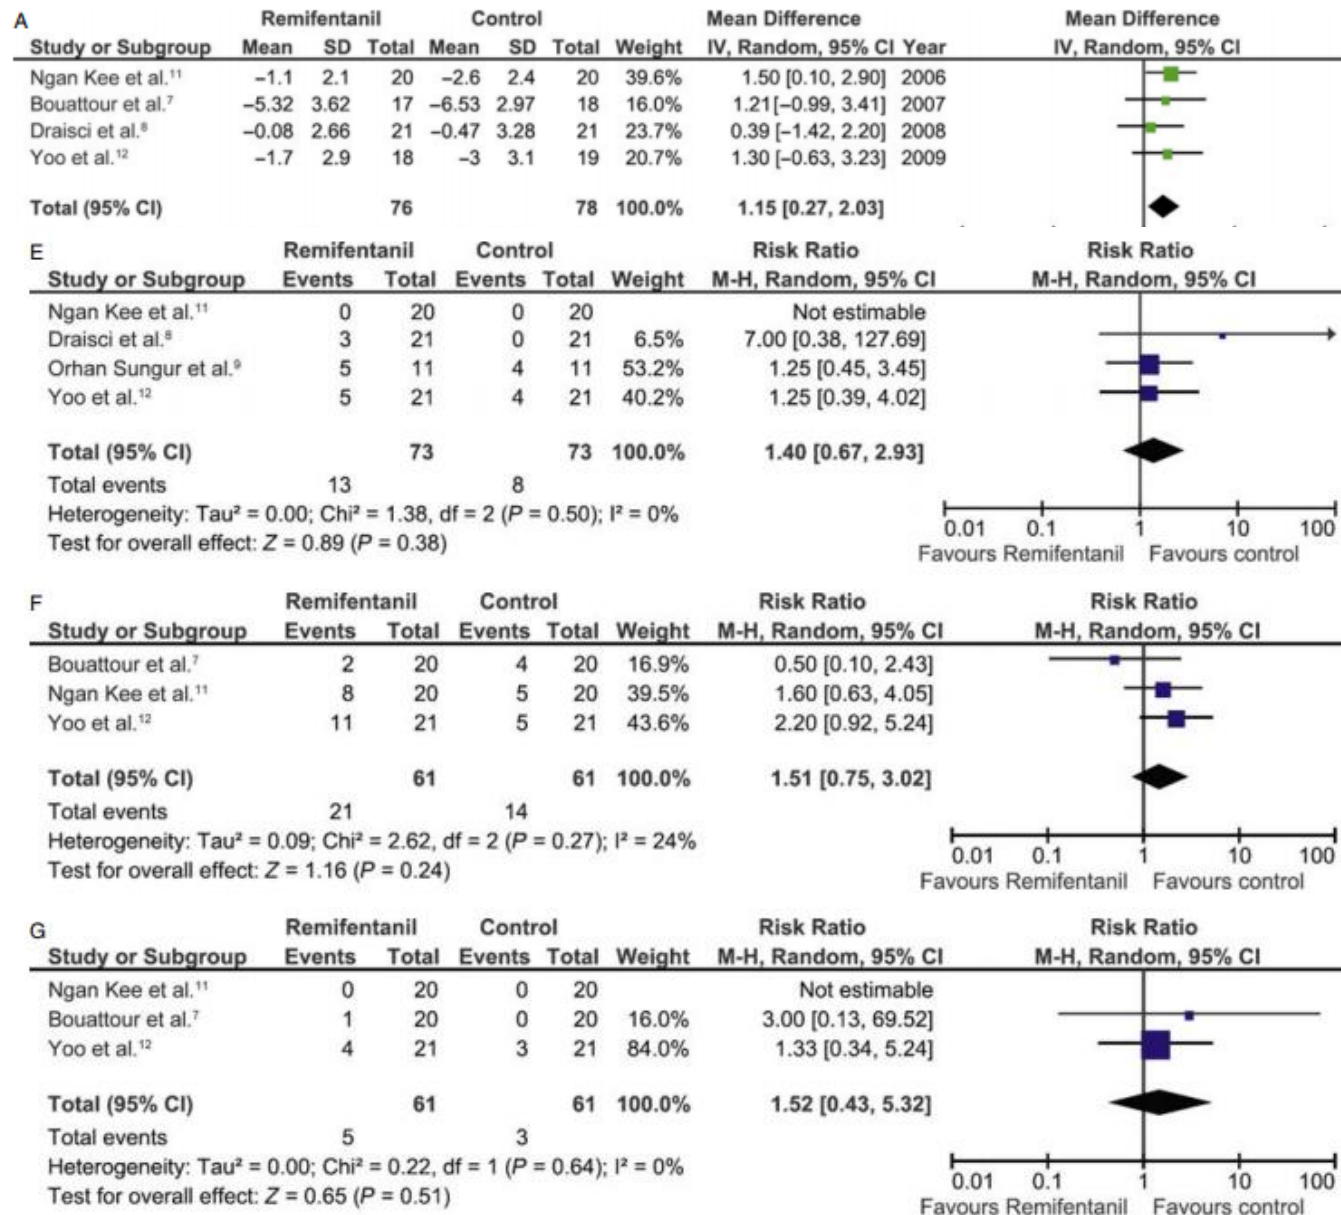 A Remifentanil Control Mean Difference Mean Difference
Study or Subgroup Mean SD Total Mean SD Total Weight IV, Random, 95% CI Year IV, Random, 95% CI
Ngan Kee et al.¹¹ –1.1 2.1 20 –2.6 2.4 20 39.6% 1.50 [0.10, 2.90] 2006
Bouattour et al.⁷ –5.32 3.62 17 –6.53 2.97 18 16.0% 1.21[–0.99, 3.41] 2007
Draisci et al.⁸ –0.08 2.66 21 –0.47 3.28 21 23.7% 0.39 [–1.42, 2.20] 2008
Yoo et al.¹² –1.7 2.9 18 –3 3.1 19 20.7% 1.30 [–0.63, 3.23] 2009
Total (95% CI) 76 78 100.0% 1.15 [0.27, 2.03]
E Remifentanil Control Risk Ratio Risk Ratio
Study or Subgroup Events Total Events Total Weight M-H, Random, 95% CI M-H, Random, 95% CI
Ngan Kee et al.¹¹ 0 20 0 20 Not estimable
Draisci et al.⁸ 3 21 0 21 6.5% 7.00 [0.38, 127.69]
Orhan Sungur et al.⁹ 5 11 4 11 53.2% 1.25 [0.45, 3.45]
Yoo et al.¹² 5 21 4 21 40.2% 1.25 [0.39, 4.02]
Total (95% CI) 73 73 100.0% 1.40 [0.67, 2.93]
Total events 13 8
Heterogeneity: Tau² = 0.00; Chi² = 1.38, df = 2 (P = 0.50); I² = 0%
Test for overall effect: Z = 0.89 (P = 0.38)
0.01 0.1 1 10 100
Favours Remifentanil Favours control
F Remifentanil Control Risk Ratio Risk Ratio
Study or Subgroup Events Total Events Total Weight M-H, Random, 95% CI M-H, Random, 95% CI
Bouattour et al.⁷ 2 20 4 20 16.9% 0.50 [0.10, 2.43]
Ngan Kee et al.¹¹ 8 20 5 20 39.5% 1.60 [0.63, 4.05]
Yoo et al.¹² 11 21 5 21 43.6% 2.20 [0.92, 5.24]
Total (95% CI) 61 61 100.0% 1.51 [0.75, 3.02]
Total events 21 14
Heterogeneity: Tau² = 0.09; Chi² = 2.62, df = 2 (P = 0.27); I² = 24%
Test for overall effect: Z = 1.16 (P = 0.24)
0.01 0.1 1 10 100
Favours Remifentanil Favours control
G Remifentanil Control Risk Ratio Risk Ratio
Study or Subgroup Events Total Events Total Weight M-H, Random, 95% CI M-H, Random, 95% CI
Ngan Kee et al.¹¹ 0 20 0 20 Not estimable
Bouattour et al.⁷ 1 20 0 20 16.0% 3.00 [0.13, 69.52]
Yoo et al.¹² 4 21 3 21 84.0% 1.33 [0.34, 5.24]
Total (95% CI) 61 61 100.0% 1.52 [0.43, 5.32]
Total events 5 3
Heterogeneity: Tau² = 0.00; Chi² = 0.22, df = 1 (P = 0.64); I² = 0%
Test for overall effect: Z = 0.65 (P = 0.51)
0.01 0.1 1 10 100
Favours Remifentanil Favours control